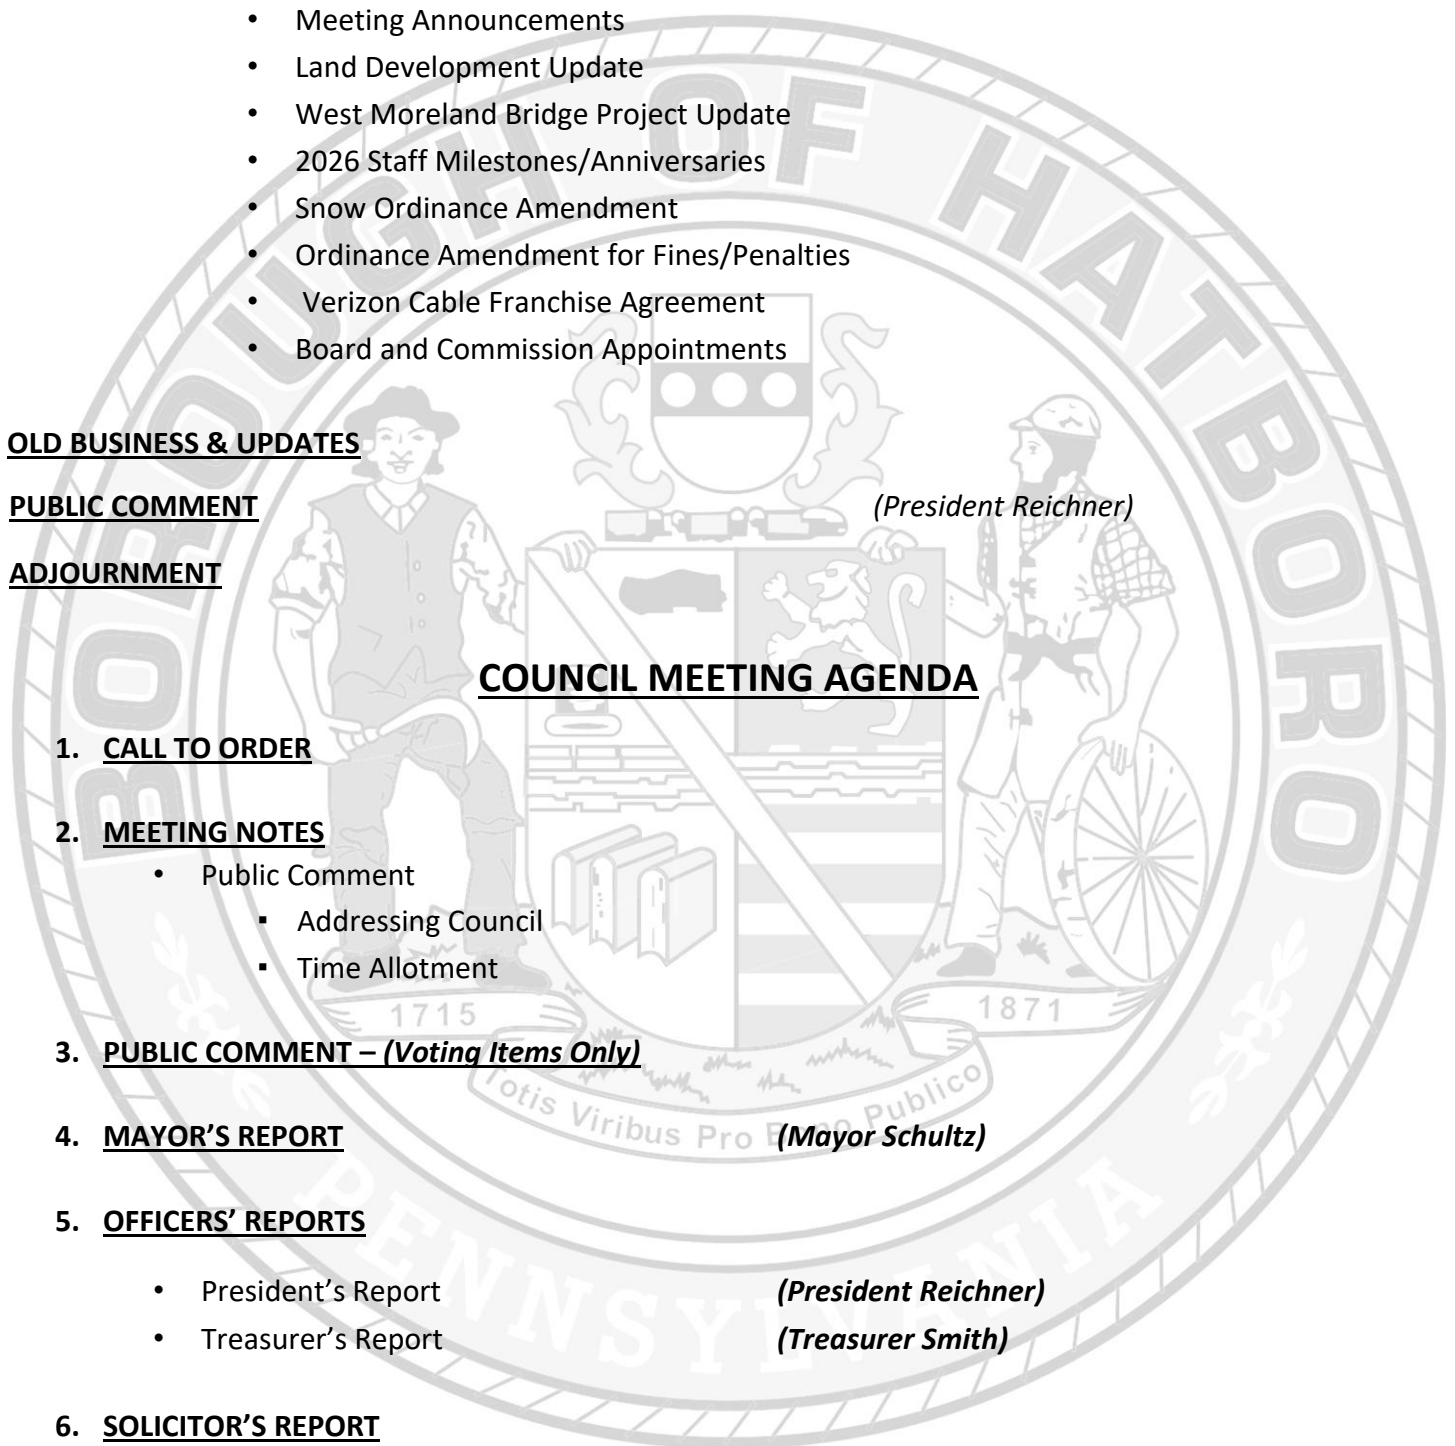 • Meeting Announcements
• Land Development Update
• West Moreland Bridge Project Update
• 2026 Staff Milestones/Anniversaries
• Snow Ordinance Amendment
• Ordinance Amendment for Fines/Penalties
• Verizon Cable Franchise Agreement
• Board and Commission Appointments
OLD BUSINESS & UPDATES
PUBLIC COMMENT (President Reichner)
ADJOURNMENT
COUNCIL MEETING AGENDA
1. CALL TO ORDER
2. MEETING NOTES
• Public Comment
▪ Addressing Council
▪ Time Allotment
3. PUBLIC COMMENT – (Voting Items Only)
4. MAYOR’S REPORT (Mayor Schultz)
5. OFFICERS’ REPORTS
• President’s Report (President Reichner)
• Treasurer’s Report (Treasurer Smith)
6. SOLICITOR’S REPORT
BOROUGH OF HATBORO
1715
1871
Totis Viribus Pro Bono Publico
PENNSYLVANIA